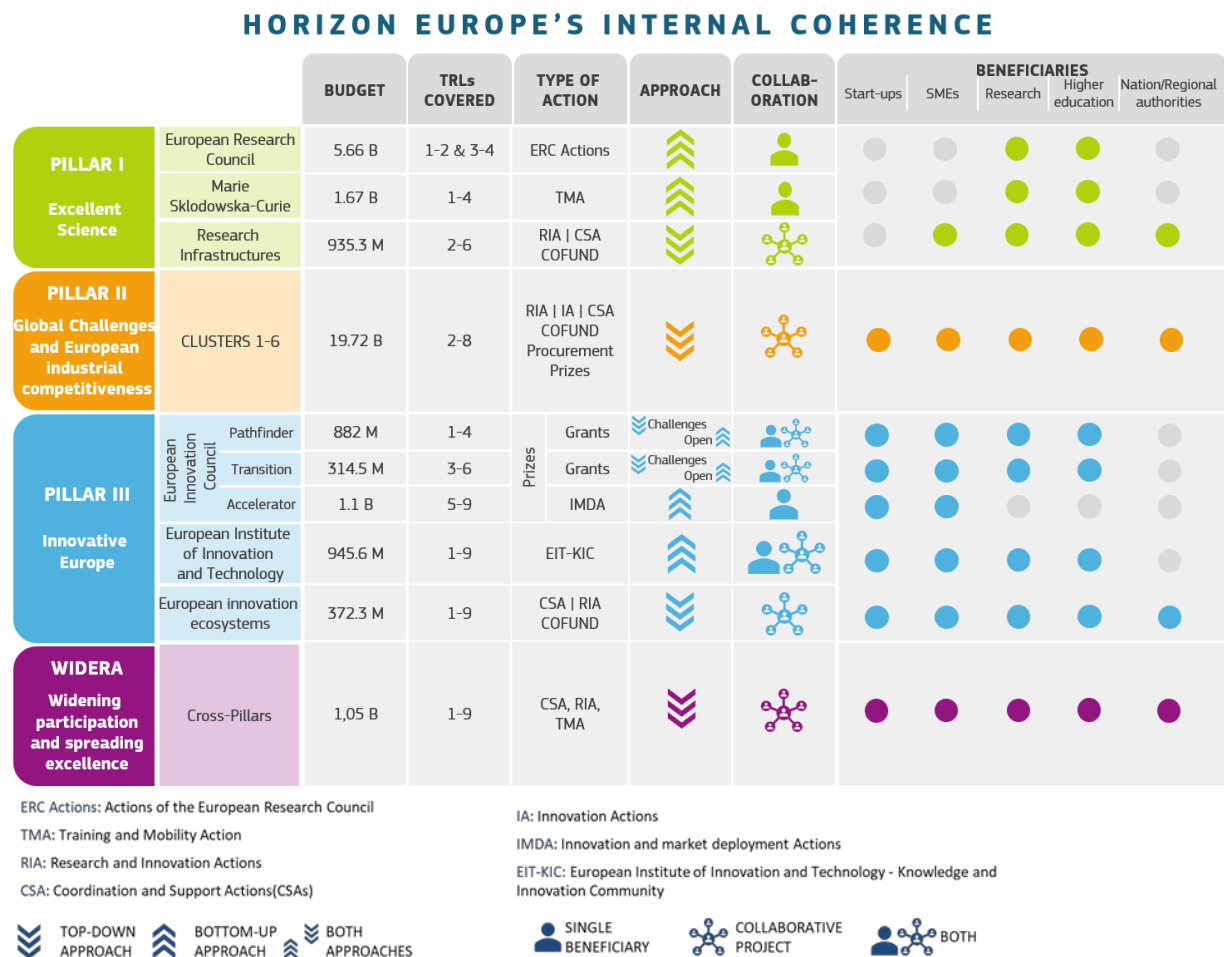 HORIZON EUROPE'S INTERNAL COHERENCE
BUDGET
TRLs
COVERED
TYPE OF
ACTION
APPROACH
COLLAB-
ORATION
BENEFICIARIES
Start-ups
SMEs
Research
Higher
education
Nation/Regional
authorities
PILLAR I
Excellent
Science
European Research
Council
5.66 B
1-2 & 3-4
ERC Actions
Marie
Sklodowska-Curie
1.67 B
1-4
TMA
Research
Infrastructures
935.3 M
2-6
RIA | CSA
COFUND
PILLAR II
Global Challenges
and European
industrial
competitiveness
CLUSTERS 1-6
19.72 B
2-8
RIA | IA | CSA
COFUND
Procurement
Prizes
PILLAR III
Innovative
Europe
European
Innovation
Council
Pathfinder
882 M
1-4
Prizes
Grants
Challenges
Open
Transition
314.5 M
3-6
Grants
Challenges
Open
Accelerator
1.1 B
5-9
IMDA
European Institute
of Innovation
and Technology
945.6 M
1-9
EIT-KIC
European innovation
ecosystems
372.3 M
1-9
CSA | RIA
COFUND
WIDERA
Widening
participation
and spreading
excellence
Cross-Pillars
1,05 B
1-9
CSA, RIA,
TMA
ERC Actions: Actions of the European Research Council
TMA: Training and Mobility Action
RIA: Research and Innovation Actions
CSA: Coordination and Support Actions(CSAs)
IA: Innovation Actions
IMDA: Innovation and market deployment Actions
EIT-KIC: European Institute of Innovation and Technology - Knowledge and
Innovation Community
TOP-DOWN
APPROACH
BOTTOM-UP
APPROACH
BOTH
APPROACHES
SINGLE
BENEFICIARY
COLLABORATIVE
PROJECT
BOTH